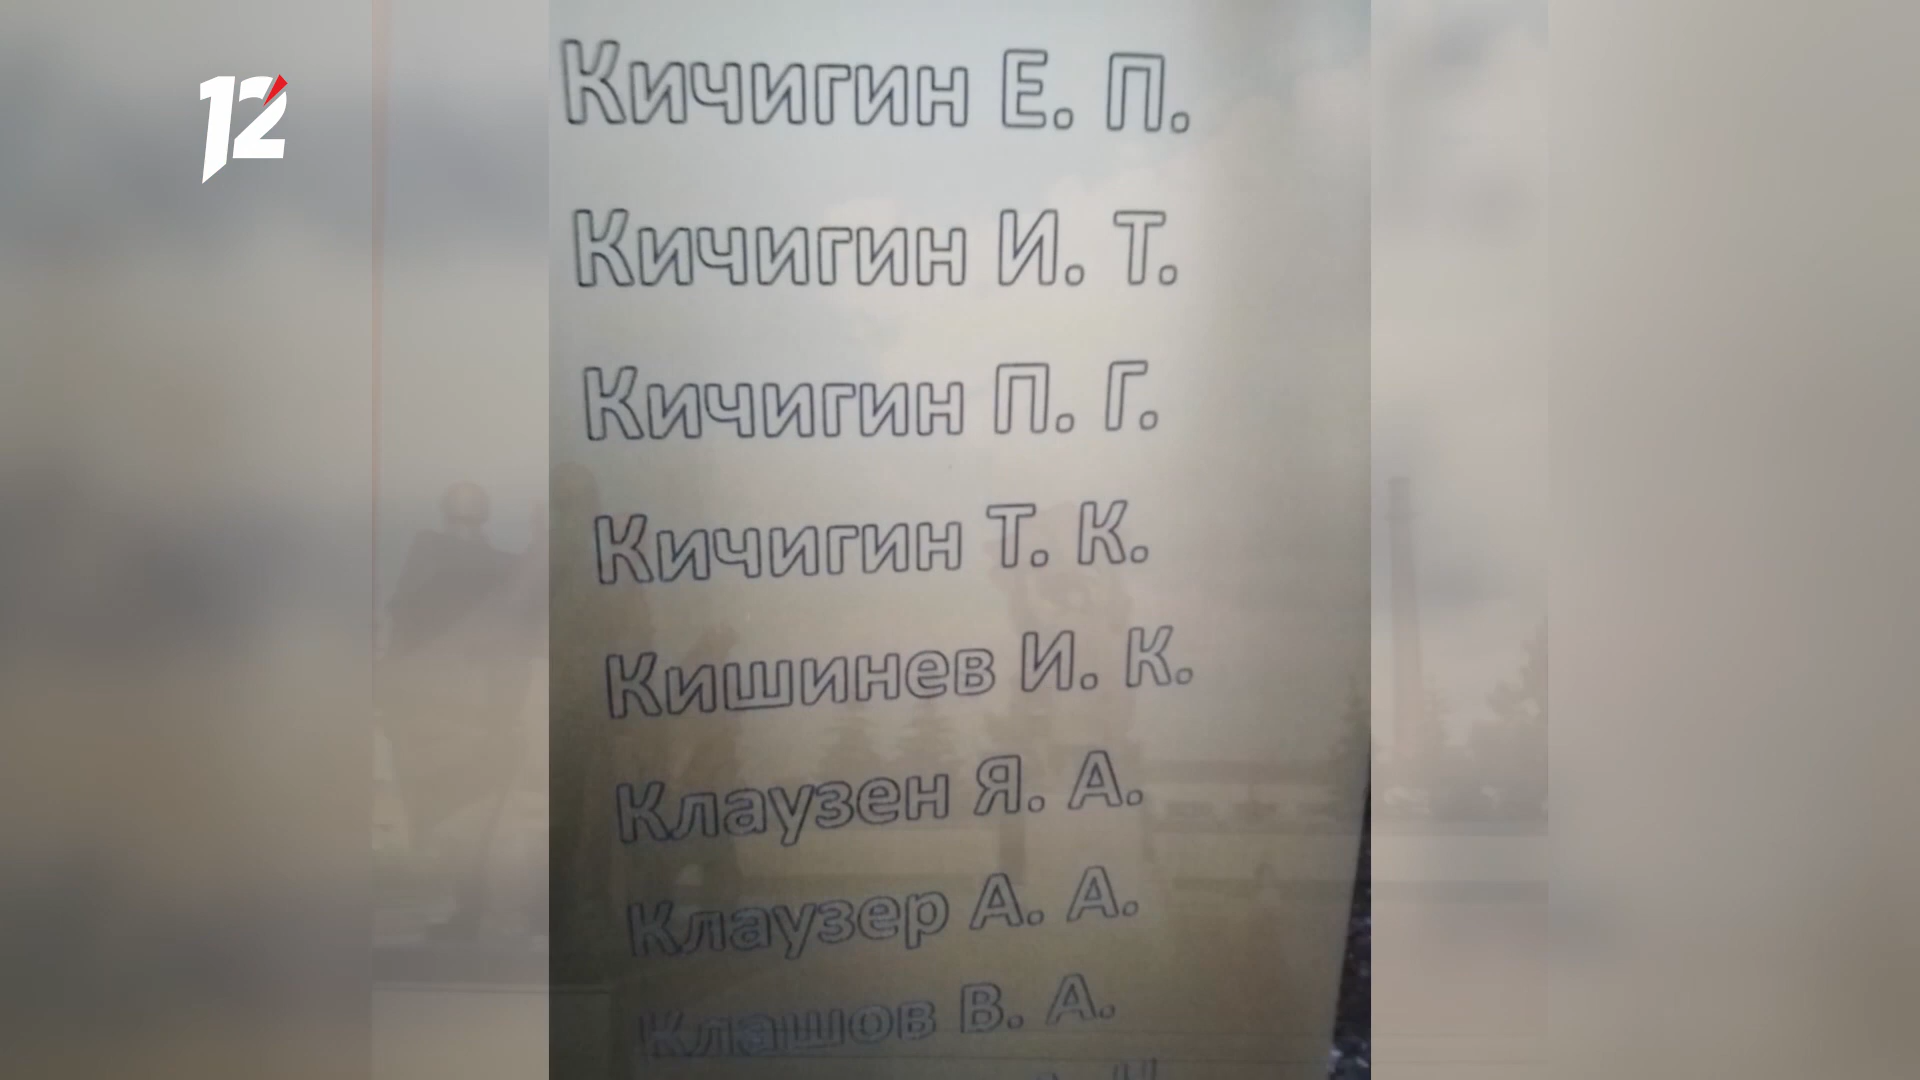 12
Кичигин Е. П.
Кичигин И. Т.
Кичигин П. Г.
Кичигин Т. К.
Кишинев И. К.
Клаузен Я. А.
Клаузер А. А.
Клашов В. А.